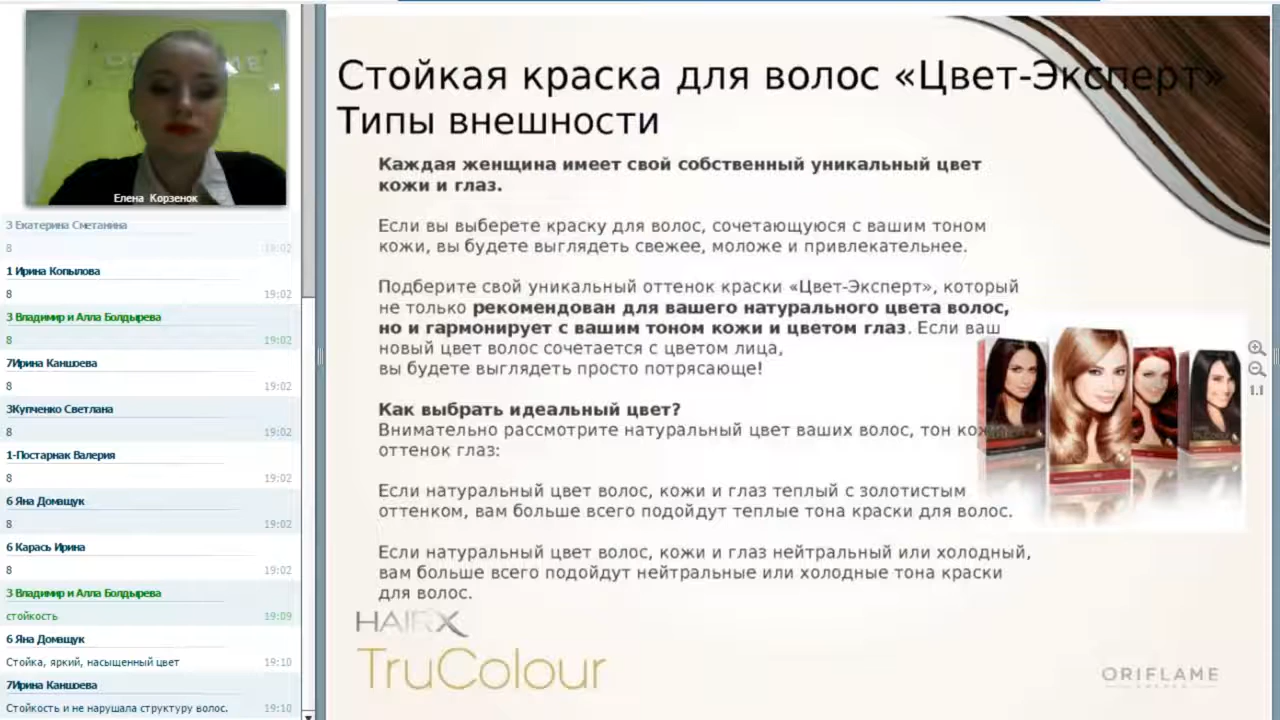 ORIFLAME
Елена Корзенок
3 Екатерина Сметанина
8 19:02
1 Ирина Копылова
8 19:02
3 Владимир и Алла Болдырева
8 19:02
7Ирина Каншоева
8 19:02
3Купченко Светлана
8 19:02
1-Постарнак Валерия
8 19:02
6 Яна Домащук
8 19:02
6 Карась Ирина
8 19:02
3 Владимир и Алла Болдырева
стойкость 19:09
6 Яна Домащук
Стойка, яркий, насыщенный цвет 19:10
7Ирина Каншоева
Стойкость и не нарушала структуру волос. 19:10
Стойкая краска для волос «Цвет-Эксперт»
Типы внешности
Каждая женщина имеет свой собственный уникальный цвет
кожи и глаз.
Если вы выберете краску для волос, сочетающуюся с вашим тоном
кожи, вы будете выглядеть свежее, моложе и привлекательнее.
Подберите свой уникальный оттенок краски «Цвет-Эксперт», который
не только рекомендован для вашего натурального цвета волос,
но и гармонирует с вашим тоном кожи и цветом глаз. Если ваш
новый цвет волос сочетается с цветом лица,
вы будете выглядеть просто потрясающе!
Как выбрать идеальный цвет?
Внимательно рассмотрите натуральный цвет ваших волос, тон кожи
оттенок глаз:
Если натуральный цвет волос, кожи и глаз теплый с золотистым
оттенком, вам больше всего подойдут теплые тона краски для волос.
Если натуральный цвет волос, кожи и глаз нейтральный или холодный,
вам больше всего подойдут нейтральные или холодные тона краски
для волос.
HAIRX
TruColour
TruColour
ORIFLAME
1.1